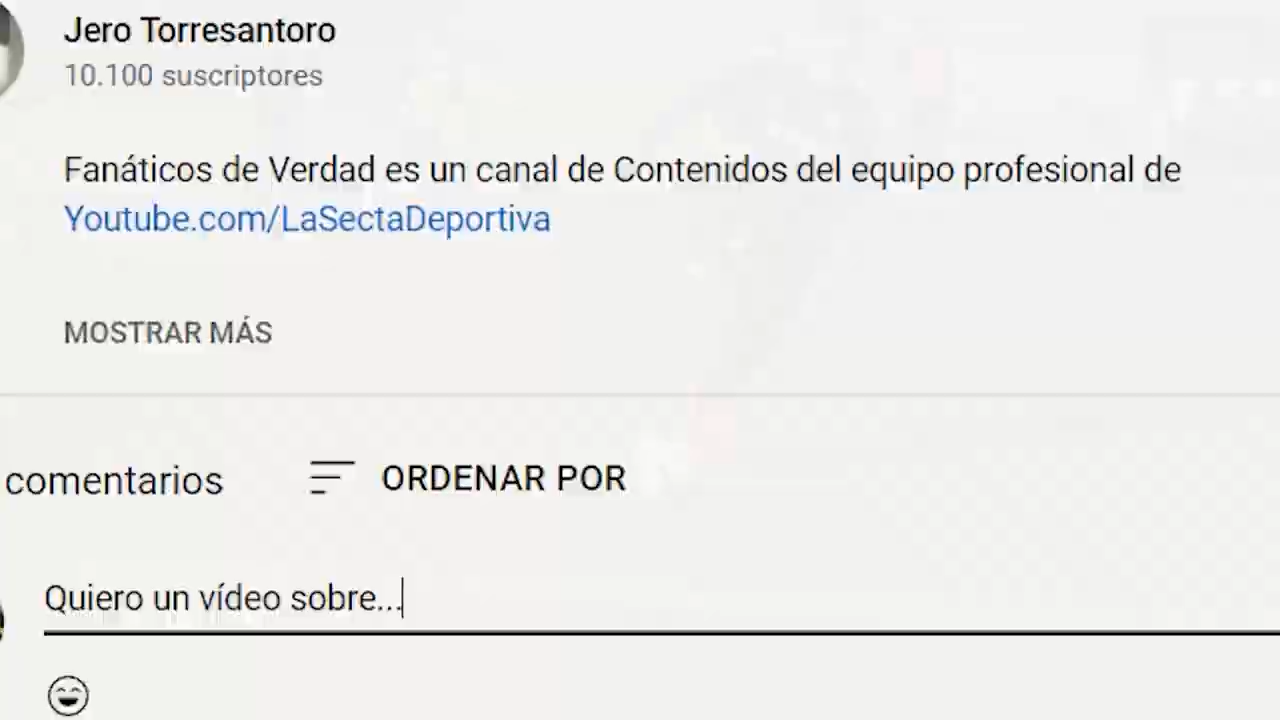 Jero Torresantoro
10.100 suscriptores
Fanáticos de Verdad es un canal de Contenidos del equipo profesional de
Youtube.com/LaSectaDeportiva
MOSTRAR MÁS
comentarios
ORDENAR POR
Quiero un vídeo sobre...